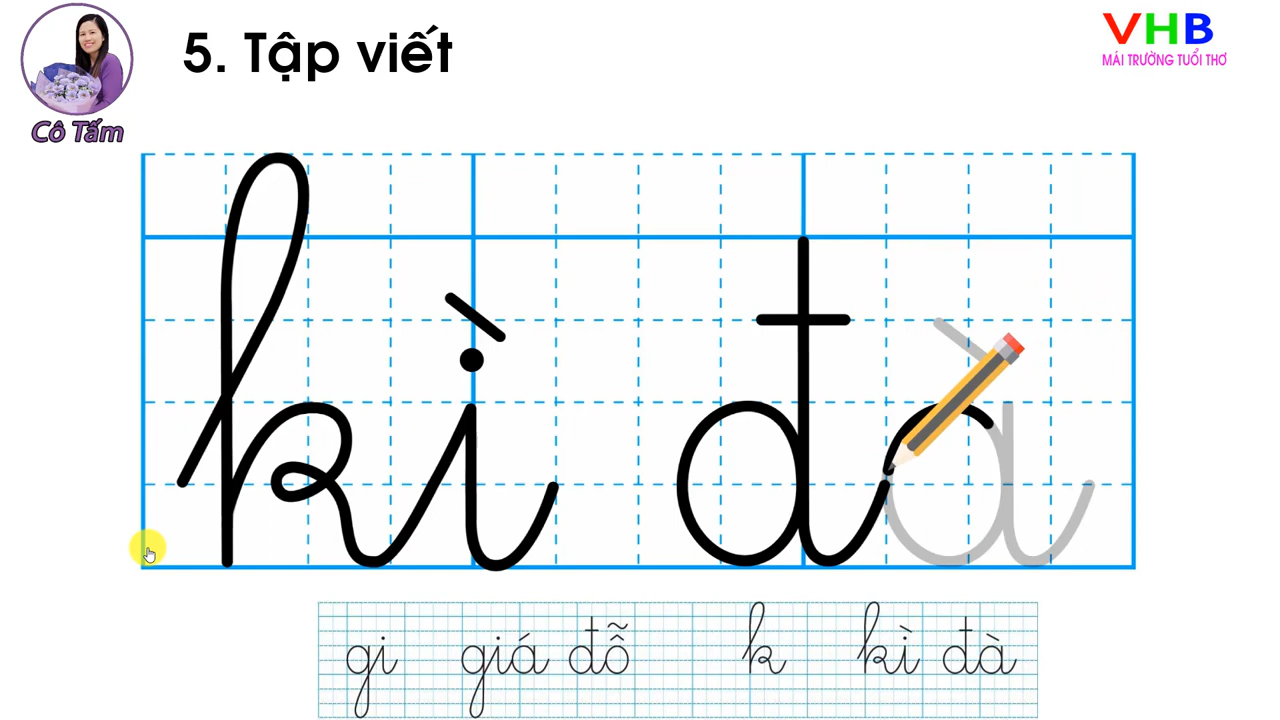 5. Tập viết
VHB
MÁI TRƯỜNG TUỔI THƠ
Cô Tấm
kì đà
gi giá đỗ k kì đà